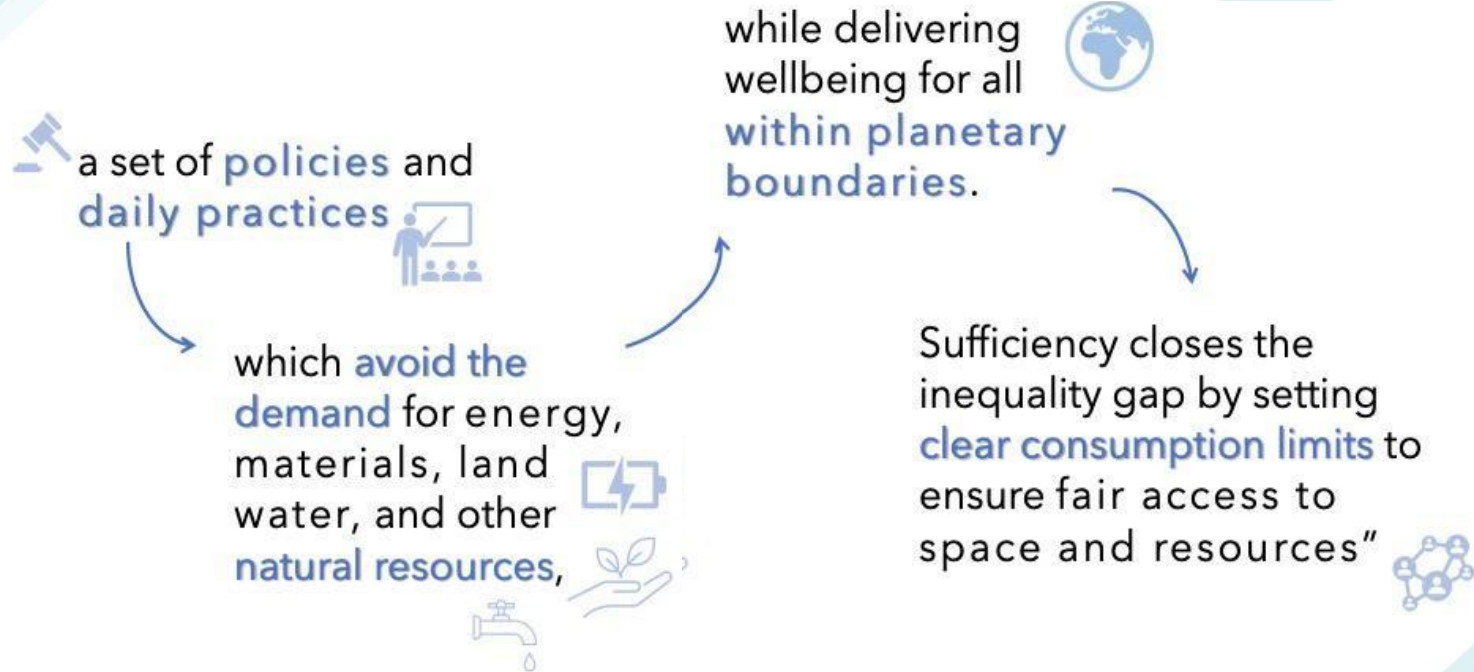 a set of policies and
daily practices
which avoid the
demand for energy,
materials, land
water, and other
natural resources,
while delivering
wellbeing for all
within planetary
boundaries.
Sufficiency closes the
inequality gap by setting
clear consumption limits to
ensure fair access to
space and resources”